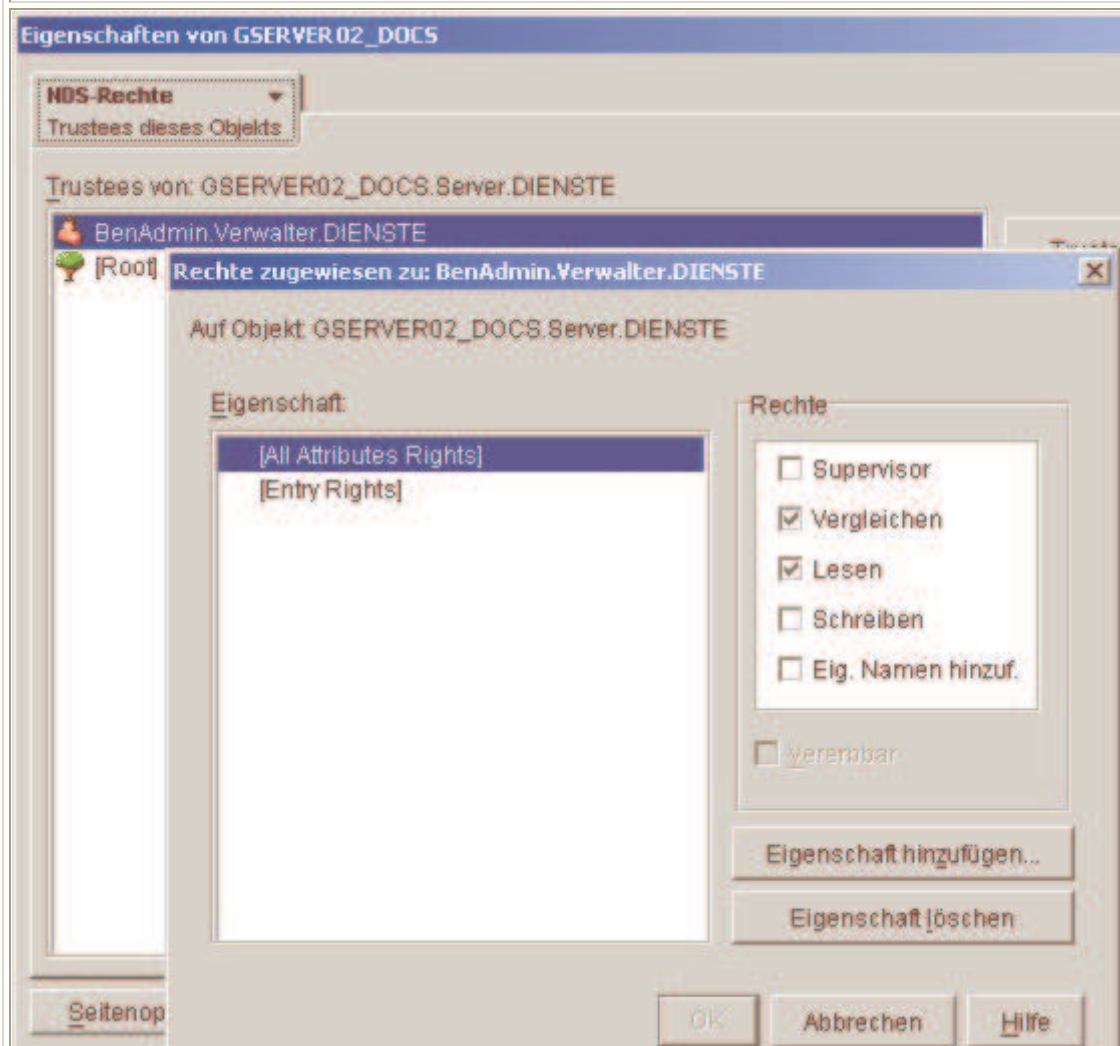 Eigenschaften von GSERVER02_DOCS
NDS-Rechte
Trustees dieses Objekts
Trustees von: GSERVER02_DOCS.Server.DIENSTE
BenAdmin.Verwalter.DIENSTE
[Root]
Rechte zugewiesen zu: BenAdmin.Verwalter.DIENSTE
Auf Objekt: GSERVER02_DOCS.Server.DIENSTE
Eigenschaft:
Rechte
[All Attributes Rights]
[Entry Rights]
Supervisor
Vergleichen
Lesen
Schreiben
Eig. Namen hinzuf.
Vererbbar
Eigenschaft hinzufügen...
Eigenschaft löschen
Seitenop
OK
Abbrechen
Hilfe